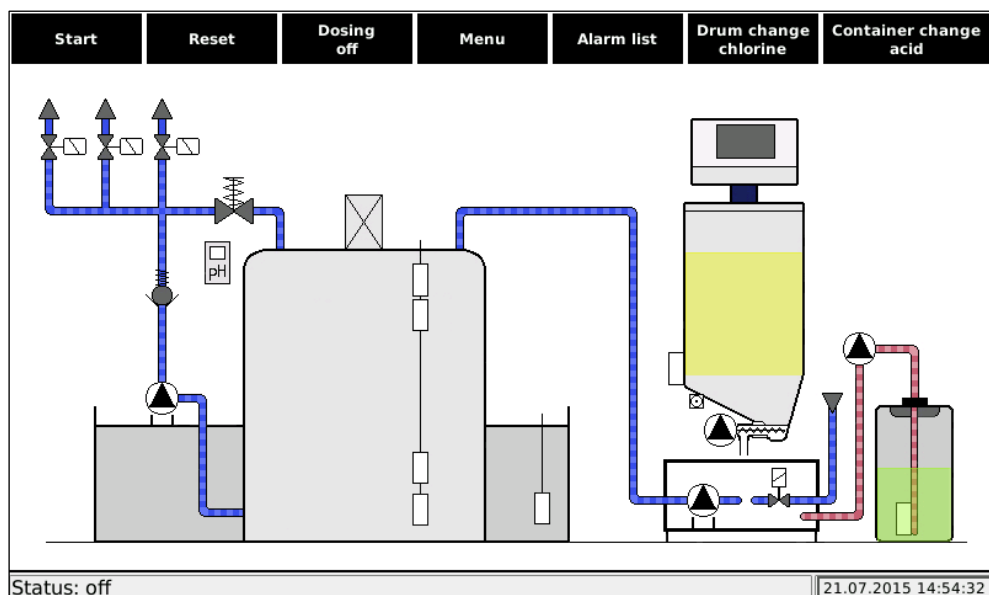 Start
Reset
Dosing
off
Menu
Alarm list
Drum change
chlorine
Container change
acid
pH
Status: off
21.07.2015 14:54:32